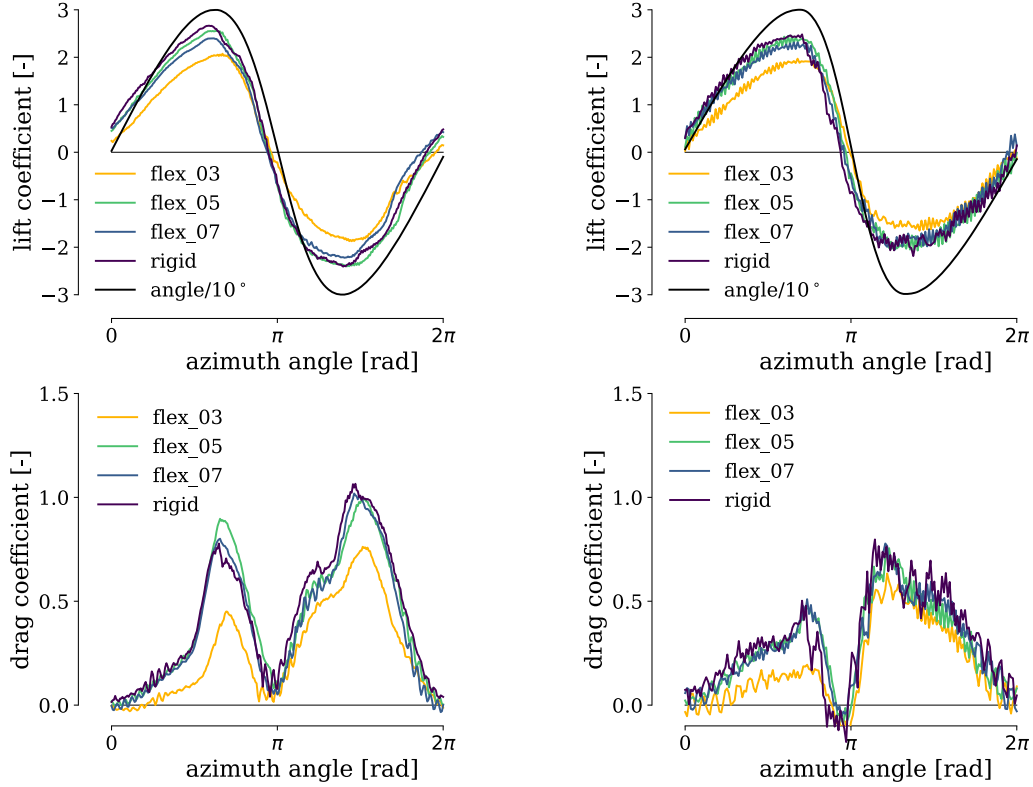 lift coefficient [-]
3
2
1
0
−1
−2
−3
flex_03
flex_05
flex_07
rigid
angle/10°
0
π
2π
azimuth angle [rad]
lift coefficient [-]
3
2
1
0
−1
−2
−3
flex_03
flex_05
flex_07
rigid
angle/10°
0
π
2π
azimuth angle [rad]
drag coefficient [-]
1.5
1.0
0.5
0.0
flex_03
flex_05
flex_07
rigid
0
π
2π
azimuth angle [rad]
drag coefficient [-]
1.5
1.0
0.5
0.0
flex_03
flex_05
flex_07
rigid
0
π
2π
azimuth angle [rad]